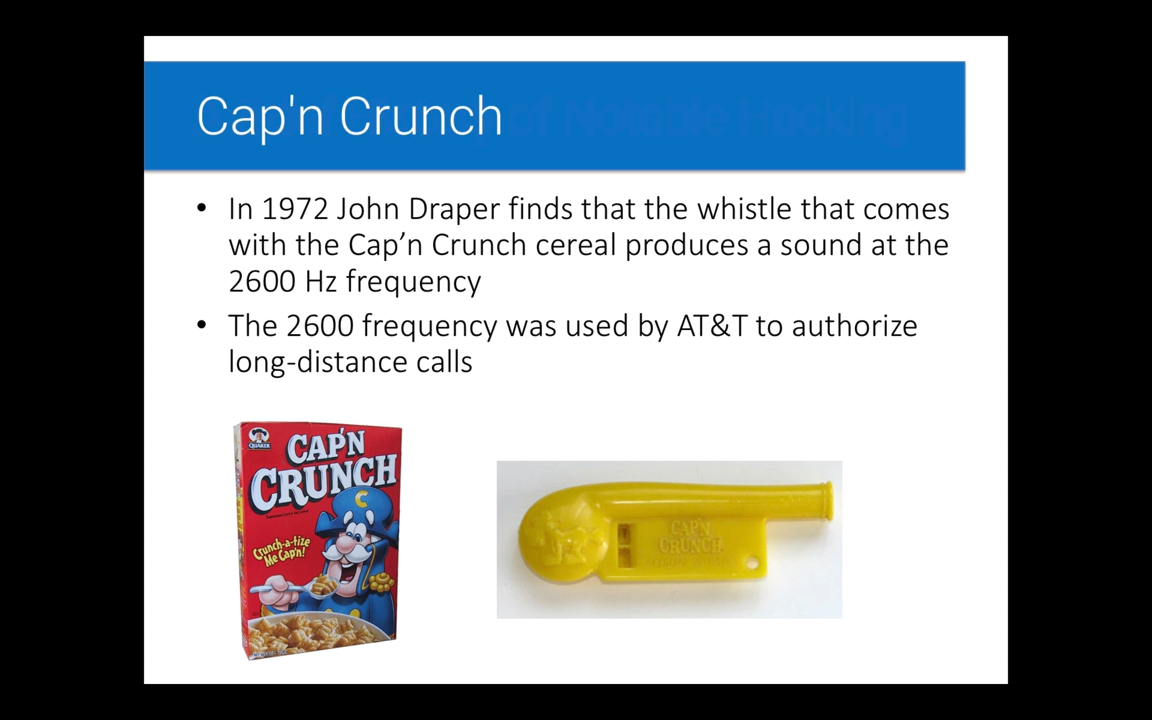 Cap'n Crunch
• In 1972 John Draper finds that the whistle that comes
with the Cap’n Crunch cereal produces a sound at the
2600 Hz frequency
• The 2600 frequency was used by AT&T to authorize
long-distance calls
QUAKER
CAP'N
CRUNCH
Crunch-a-tize
Me Cap'n!
CAP'N
CRUNCH